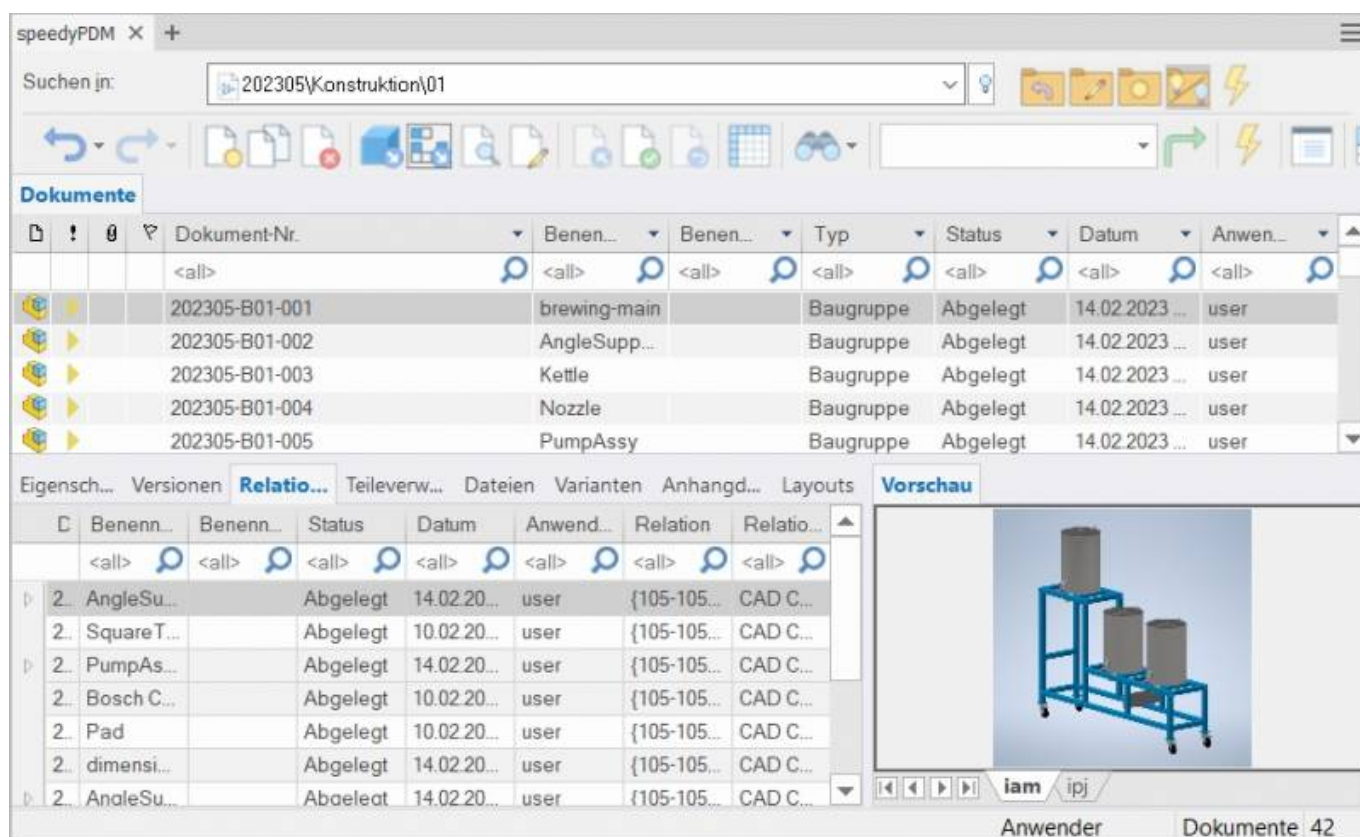 speedyPDM
Suchen in: 202305\Konstruktion\01
Dokumente
Dokument-Nr. Benen... Benen... Typ Status Datum Anwen...
<all> <all> <all> <all> <all> <all> <all>
202305-B01-001 brewing-main Baugruppe Abgelegt 14.02.2023 ... user
202305-B01-002 AngleSupp... Baugruppe Abgelegt 14.02.2023 ... user
202305-B01-003 Kettle Baugruppe Abgelegt 14.02.2023 ... user
202305-B01-004 Nozzle Baugruppe Abgelegt 14.02.2023 ... user
202305-B01-005 PumpAssy Baugruppe Abgelegt 14.02.2023 ... user
Eigensch... Versionen Relatio... Teileverw... Dateien Varianten Anhangd... Layouts Vorschau
D Benenn... Benenn... Status Datum Anwend... Relation Relatio...
<all> <all> <all> <all> <all> <all> <all>
2... AngleSu... Abgelegt 14.02.20... user {105-105... CAD C...
2... SquareT... Abgelegt 10.02.20... user {105-105... CAD C...
2... PumpAs... Abgelegt 14.02.20... user {105-105... CAD C...
2... Bosch C... Abgelegt 10.02.20... user {105-105... CAD C...
2... Pad Abgelegt 10.02.20... user {105-105... CAD C...
2... dimensi... Abgelegt 14.02.20... user {105-105... CAD C...
2... AngleSu... Abgelegt 14.02.20... user {105-105... CAD C...
iam ipj
Anwender Dokumente 42